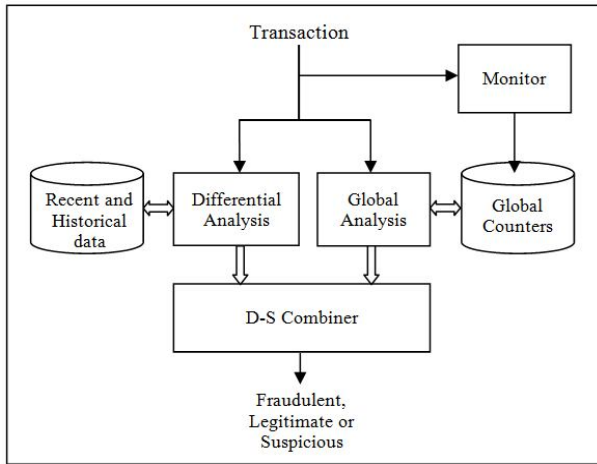 Transaction
Monitor
Recent and
Historical
data
Differential
Analysis
Global
Analysis
Global
Counters
D-S Combiner
Fraudulent,
Legitimate or
Suspicious